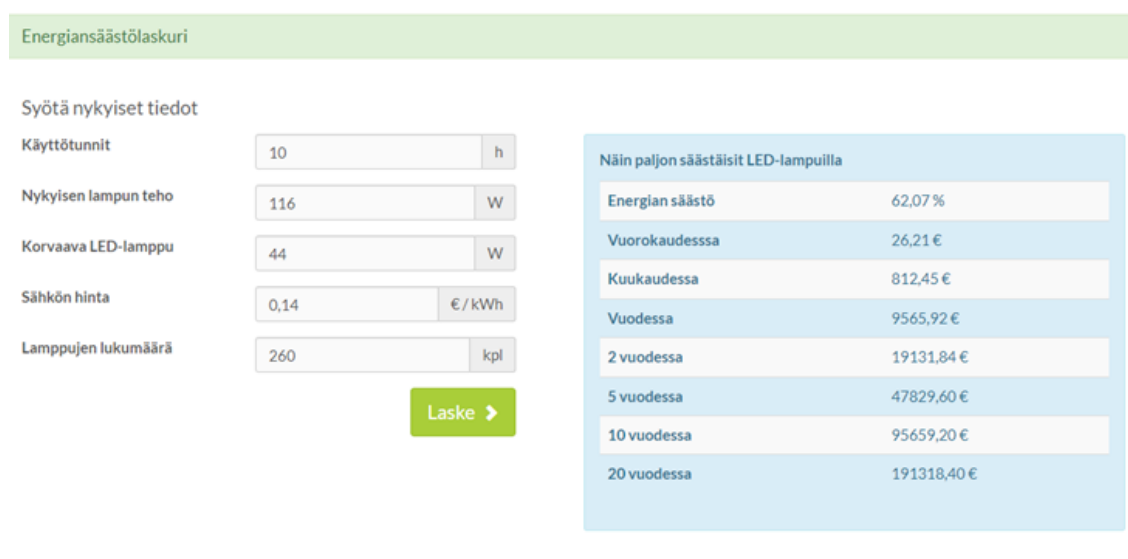 Energiansäästölaskuri
Syötä nykyiset tiedot
Käyttötunnit 10 h
Nykyisen lampun teho 116 W
Korvaava LED-lamppu 44 W
Sähkön hinta 0,14 €/kWh
Lamppujen lukumäärä 260 kpl
Laske
Näin paljon säästäisit LED-lampuilla
Energian säästö 62,07 %
Vuorokaudesssa 26,21 €
Kuukaudessa 812,45 €
Vuodessa 9565,92 €
2 vuodessa 19131,84 €
5 vuodessa 47829,60 €
10 vuodessa 95659,20 €
20 vuodessa 191318,40 €